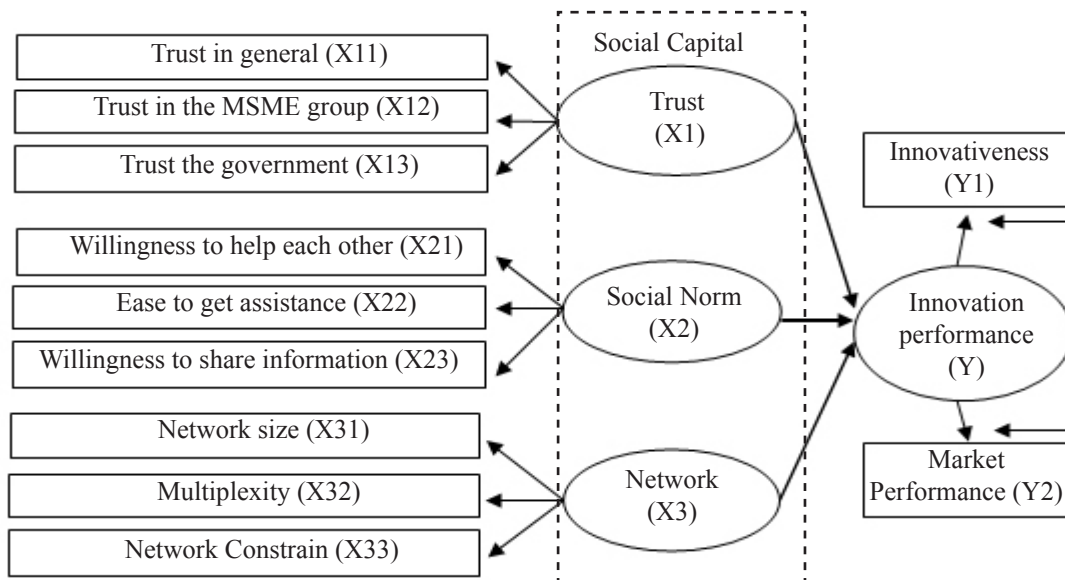 Trust in general (X11)
Trust in the MSME group (X12)
Trust the government (X13)
Willingness to help each other (X21)
Ease to get assistance (X22)
Willingness to share information (X23)
Network size (X31)
Multiplexity (X32)
Network Constrain (X33)
Social Capital
Trust
(X1)
Social Norm
(X2)
Network
(X3)
Innovativeness
(Y1)
Innovation
performance
(Y)
Market
Performance (Y2)